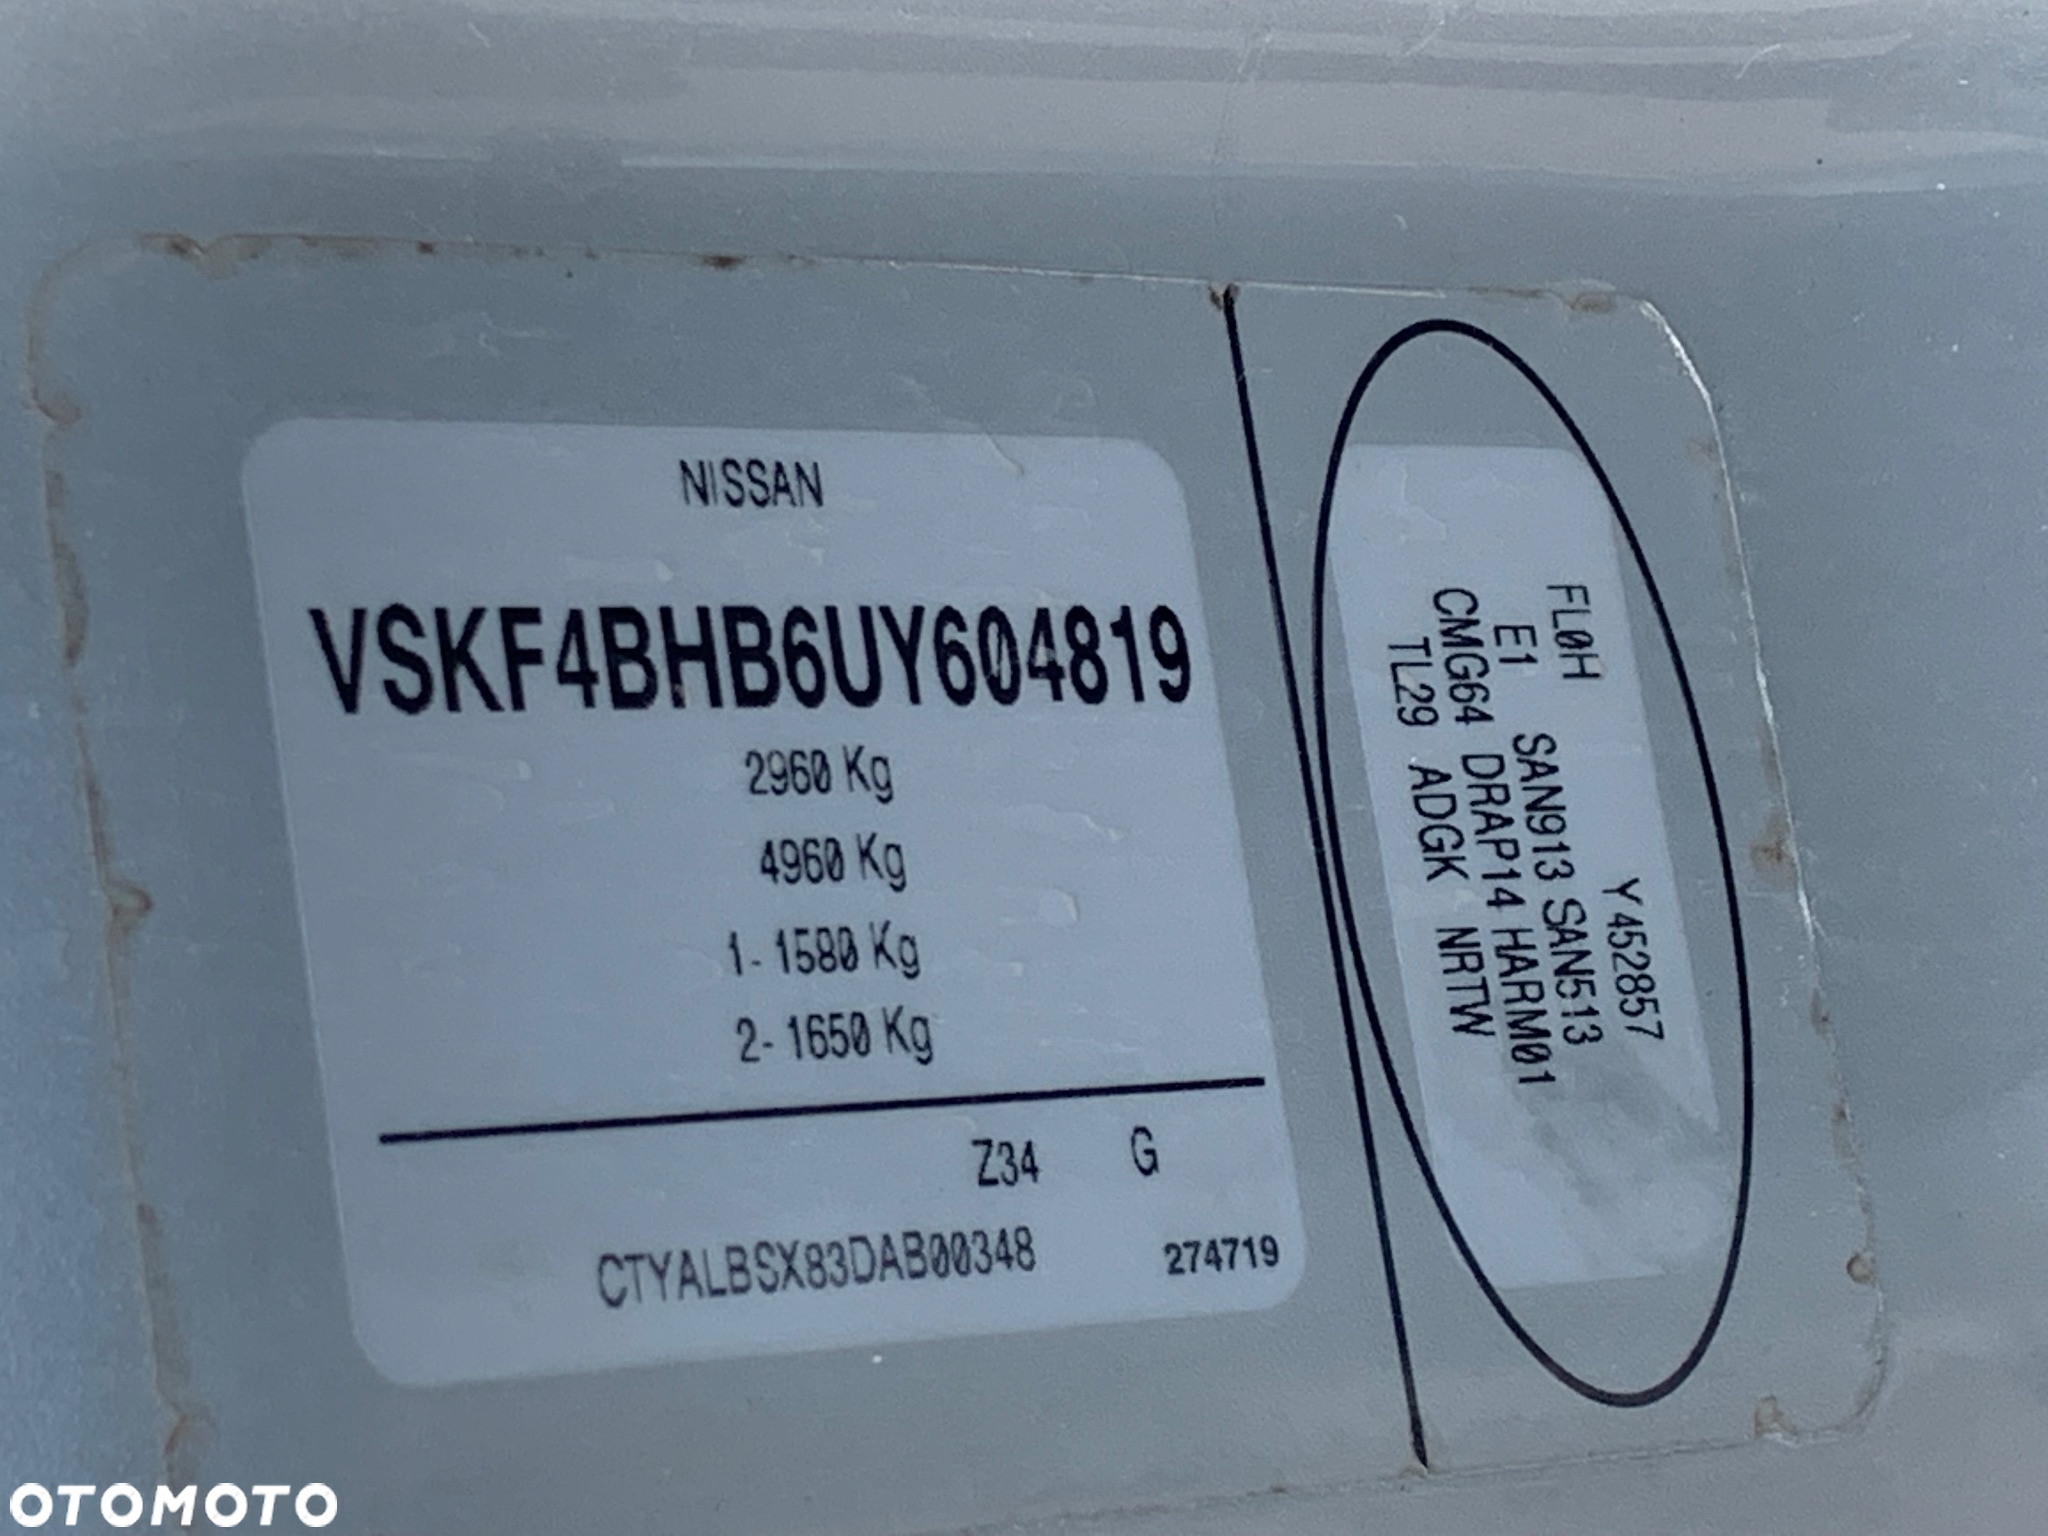 NISSAN
VSKF4BHB6UY604819
2960 Kg
4960 Kg
1- 1580 Kg
2- 1650 Kg
Z34 G
CTYALBSX83DAB00348 274719
Y452857
FL0H SAN913 SAN513
E1 DRAP14 HARM01
CMG64 ADGK NRTW
TL29
OTOMOTO